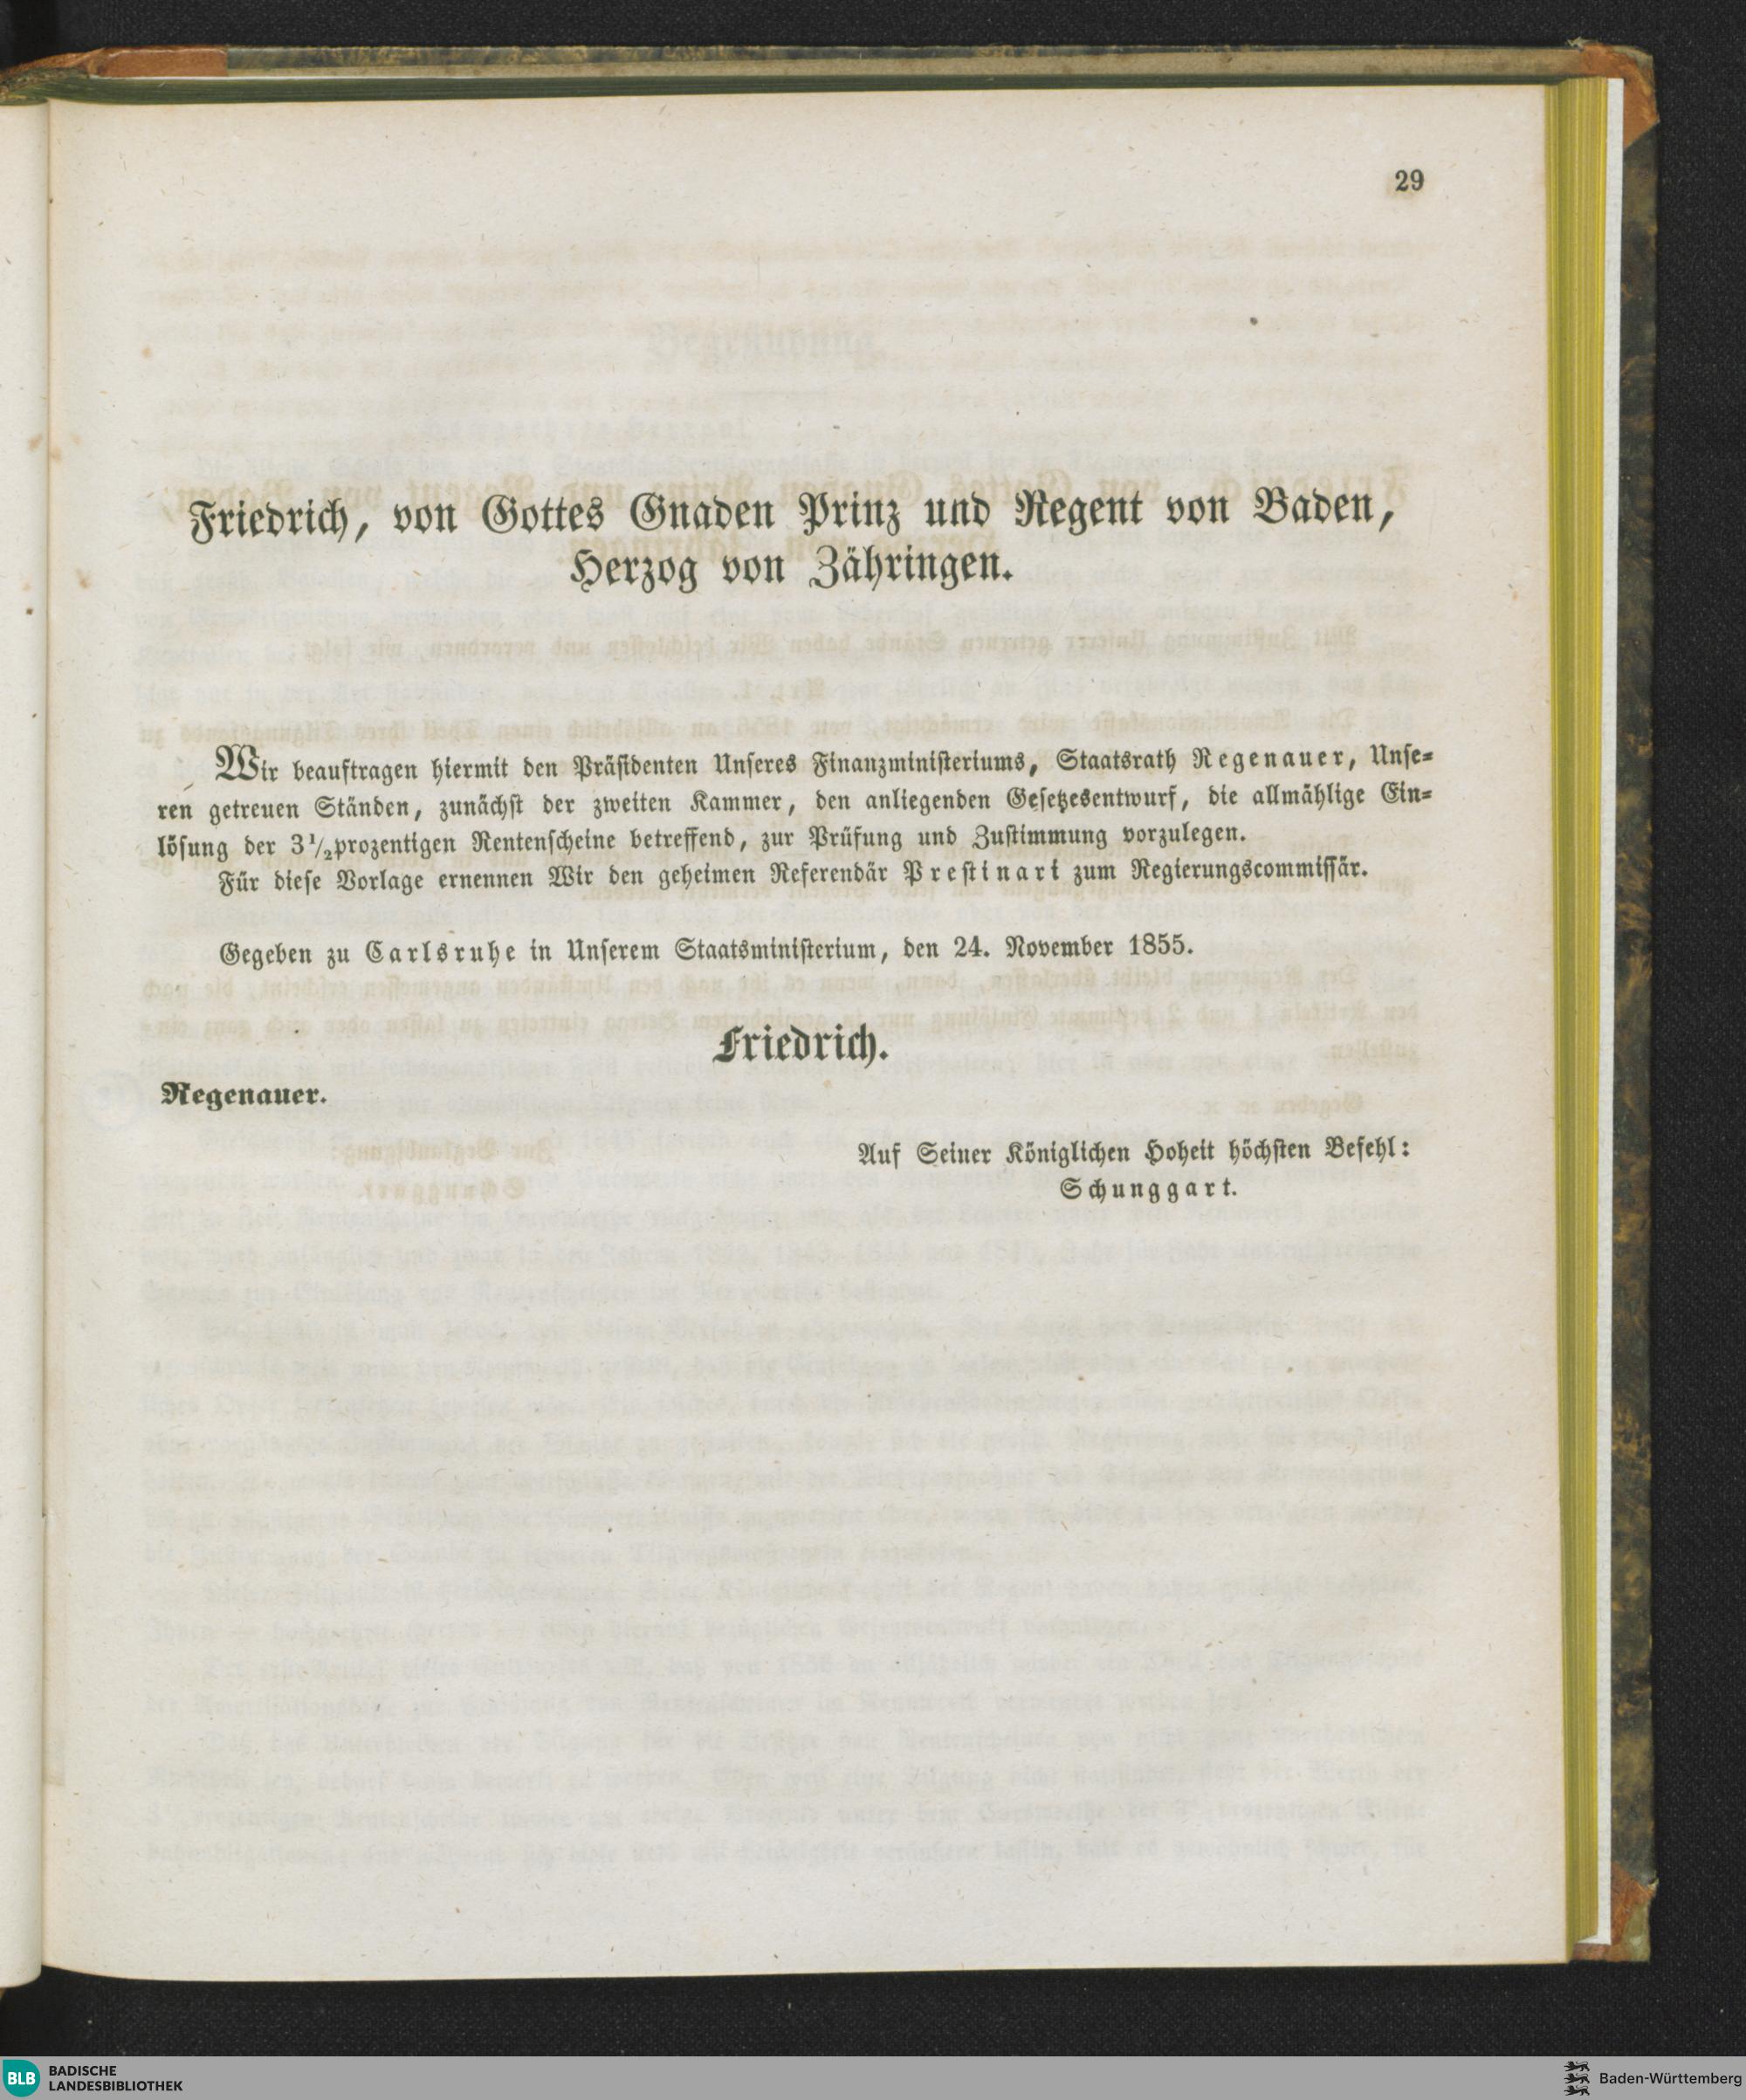 29
Friedrich, von Gottes Gnaden Prinz und Regent von Baden,
Herzog von Zähringen.
Wir beauftragen hiermit den Präsidenten Unseres Finanzministeriums, Staatsrath Regenauer, Unse-
ren getreuen Ständen, zunächst der zweiten Kammer, den anliegenden Gesetzesentwurf, die allmählige Ein-
lösung der 3½prozentigen Rentenscheine betreffend, zur Prüfung und Zustimmung vorzulegen.
Für diese Vorlage ernennen Wir den geheimen Referendär Prestinari zum Regierungscommissär.
Gegeben zu Carlsruhe in Unserem Staatsministerium, den 24. November 1855.
Friedrich.
Regenauer.
Auf Seiner Königlichen Hoheit höchsten Befehl:
Schunggart.
BLB BADISCHE
LANDESBIBLIOTHEK
Baden-Württemberg